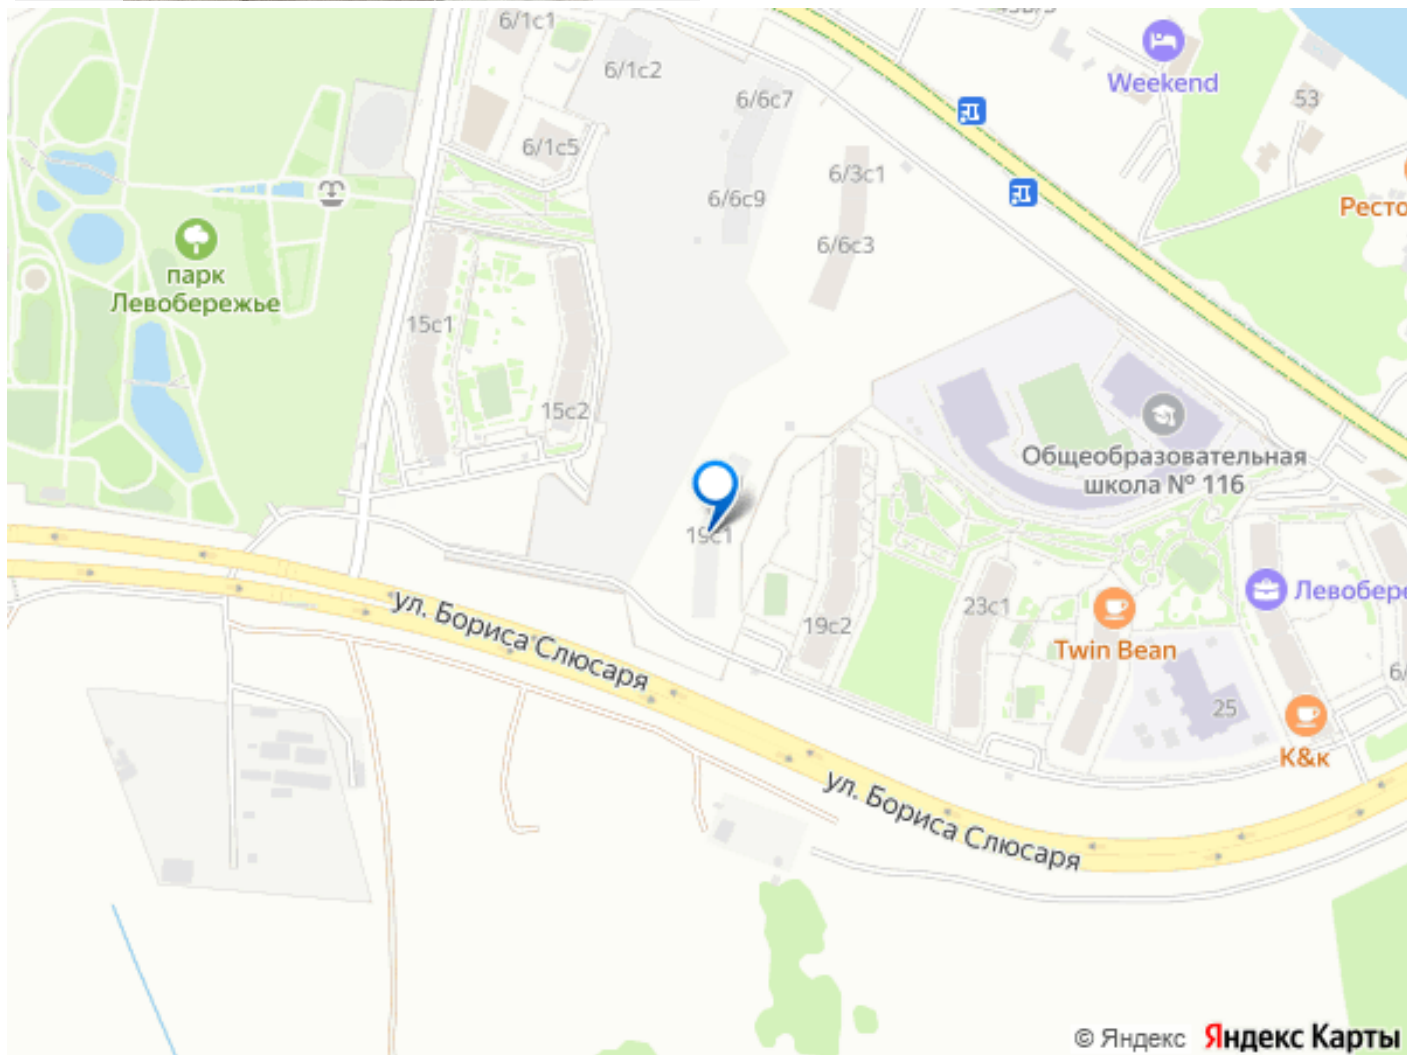 6/1с1
6/1с2
6/6с7
Weekend
53
6/1с5
6/3с1
6/6с9
Ресто
6/6с3
парк
Левобережье
15с1
15с2
Общеобразовательная
школа № 116
19с1
23с1
Левобере
19с2
Twin Bean
ул. Бориса Слюсаря
25
6/
К&к
ул. Бориса Слюсаря
© Яндекс Яндекс Карты